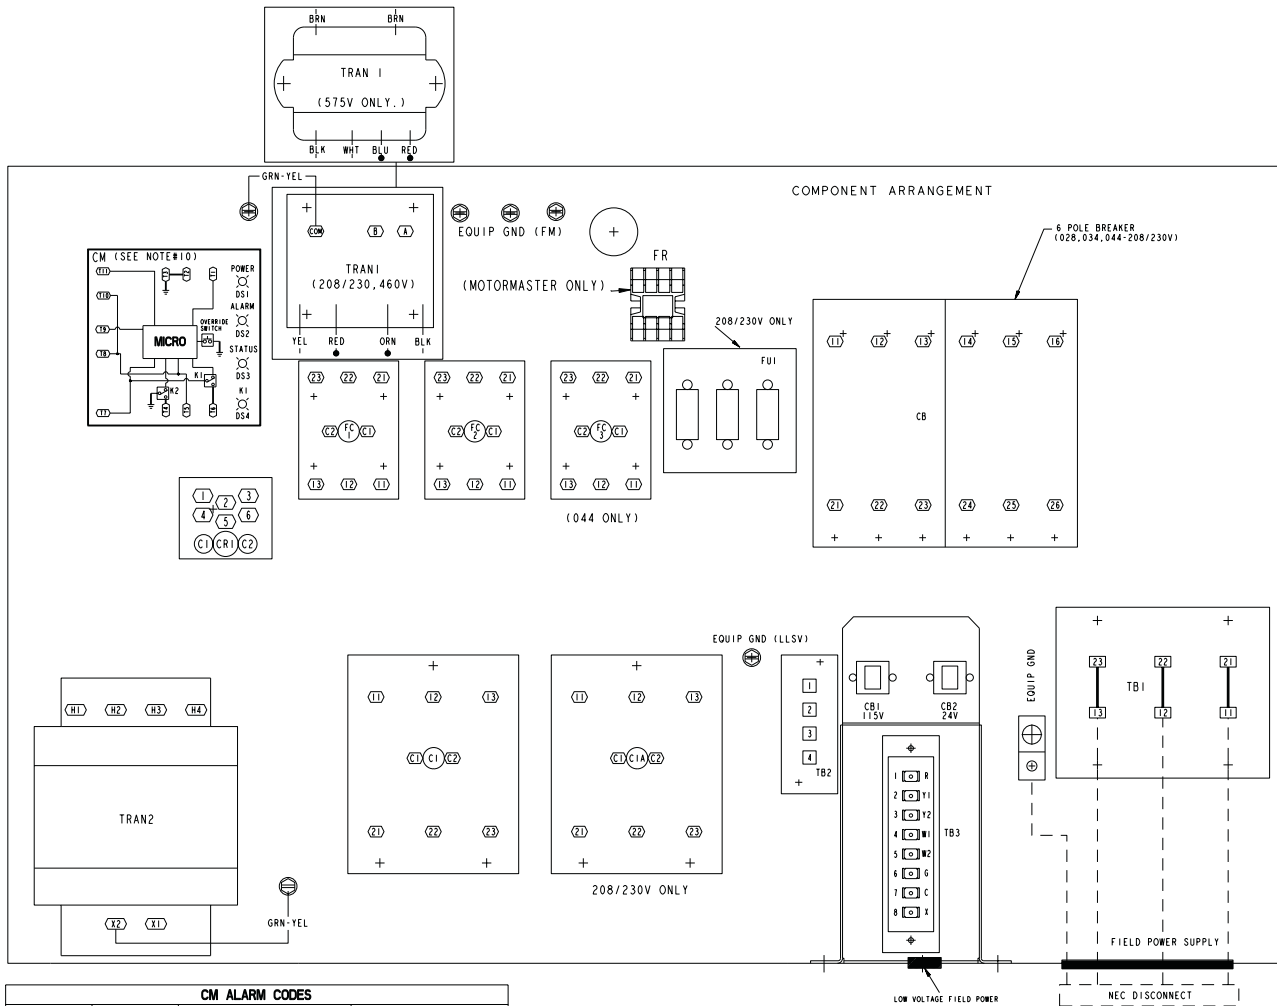 BRN BRN
TRAN 1
(575V ONLY.)
BLK WHT BLU RED
GRN-YEL
COMPONENT ARRANGEMENT
COM B A
EQUIP GND (FM)
TRAN1
(208/230,460V)
YEL RED ORN BLK
6 POLE BREAKER
(028,034,044-208/230V)
FR
(MOTORMASTER ONLY)
CM (SEE NOTE#10)
T11
T10
T9
T8
T7
POWER
DS1
ALARM
DS2
OVERRIDE
SWITCH
MICRO
STATUS
DS3
K1
K2
K1
DS4
208/230V ONLY
FU1
23 22 21
C2 FC 1 C1
13 12 11
23 22 21
C2 FC 2 C1
13 12 11
23 22 21
C2 FC 3 C1
13 12 11
(044 ONLY)
11 12 13 14 15 16
CB
21 22 23 24 25 26
1 2 3
4 5 6
C1 CR1 C2
EQUIP GND (LLSV)
11 12 13
C1 C1 C2
21 22 23
11 12 13
C1 C1A C2
21 22 23
208/230V ONLY
1
2
3
4
TB2
CB1
115V
CB2
24V
1 R
2 Y1
3 Y2
4 W1
5 W2
6 G
7 C
8 X
TB3
EQUIP GND
23 22 21
TB1
13 12 11
H1 H2 H3 H4
TRAN2
X2 X1
GRN-YEL
FIELD POWER SUPPLY
NEC DISCONNECT
LOW VOLTAGE FIELD POWER
CM ALARM CODES